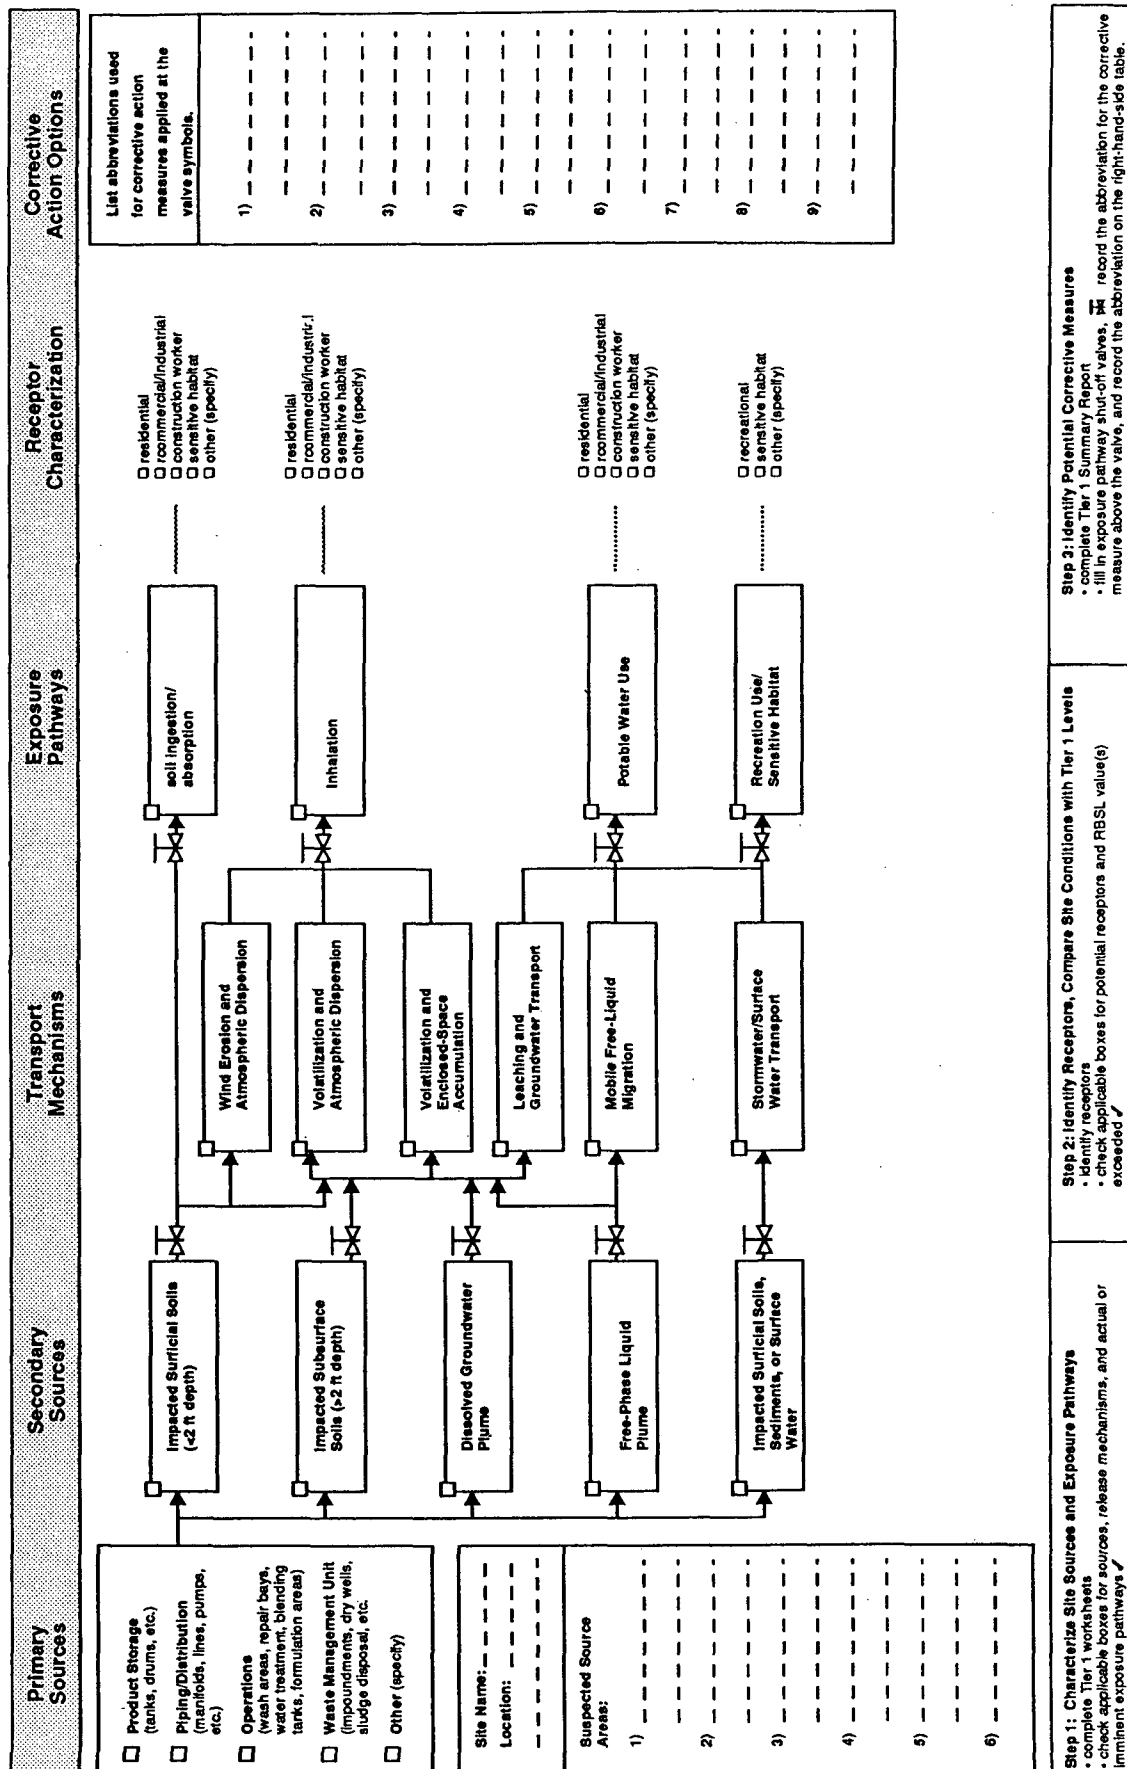 Primary
Sources
Secondary
Sources
Transport
Mechanisms
Exposure
Pathways
Receptor
Characterization
Corrective
Action Options
Product Storage
(tanks, drums, etc.)
Piping/Distribution
(manifolds, lines, pumps,
etc.)
Operations
(wash areas, repair bays,
water treatment, blending
tanks, formulation areas)
Waste Management Unit
(impoundments, dry wells,
sludge disposal, etc.
Other (specify)
Site Name:
Location:
Suspected Source
Areas:
1)
2)
3)
4)
5)
6)
Impacted Surficial Soils
(<2 ft depth)
Impacted Subsurface
Soils (>2 ft depth)
Dissolved Groundwater
Plume
Free-Phase Liquid
Plume
Impacted Surficial Soils,
Sediments, or Surface
Water
Wind Erosion and
Atmospheric Dispersion
Volatilization and
Atmospheric Dispersion
Volatilization and
Enclosed-Space
Accumulation
Leaching and
Groundwater Transport
Mobile Free-Liquid
Migration
Stormwater/Surface
Water Transport
soil Ingestion/
absorption
Inhalation
Potable Water Use
Recreation Use/
Sensitive Habitat
residential
rcommercial/industrial
construction worker
sensitive habitat
other (specify)
residential
rcommercial/industric.l
construction worker
sensitive habitat
other (specify)
residential
rcommercial/industrial
construction worker
sensitive habitat
other (specify)
recreational
sensitive habitat
other (specify)
List abbreviations used
for corrective action
measures applied at the
valve symbols.
1)
2)
3)
4)
5)
6)
7)
8)
9)
Step 1: Characterize Site Sources and Exposure Pathways
• complete Tier 1 worksheets
• check applicable boxes for sources, release mechanisms, and actual or
imminent exposure pathways ✓
Step 2: Identify Receptors, Compare Site Conditions with Tier 1 Levels
• identify receptors
• check applicable boxes for potential receptors and RBSL value(s)
exceeded ✓
Step 3: Identify Potential Corrective Measures
• complete Tier 1 Summary Report
• fill in exposure pathway shut-off valves, record the abbreviation for the corrective
measure above the valve, and record the abbreviation on the right-hand-side table.